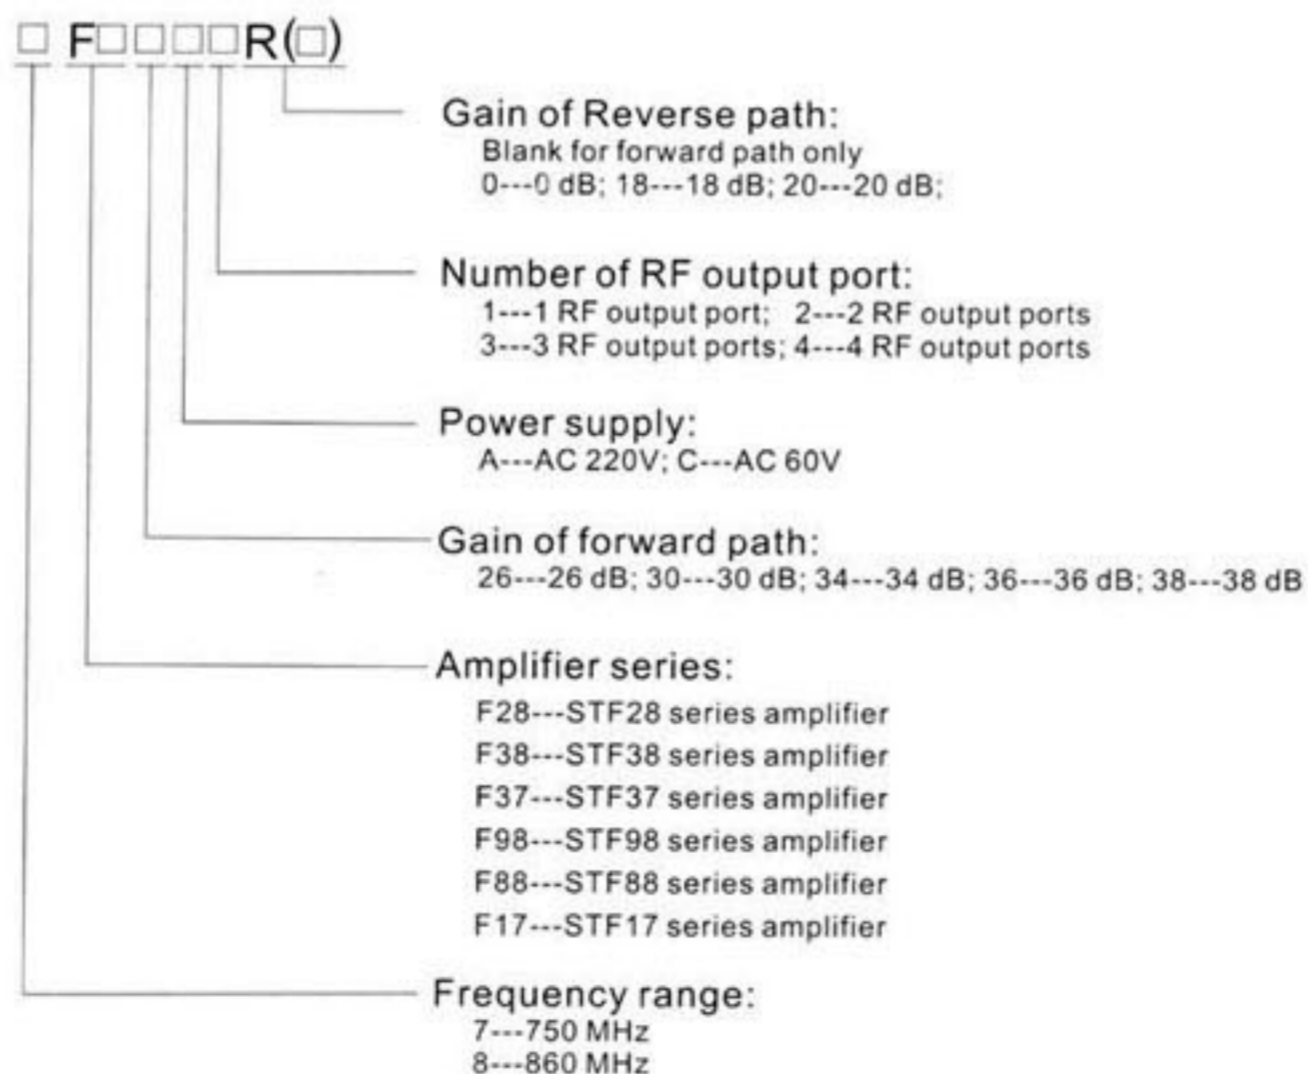 □ F□ □ □ □ R(□)
Gain of Reverse path:
Blank for forward path only
0---0 dB; 18---18 dB; 20---20 dB;
Number of RF output port:
1---1 RF output port; 2---2 RF output ports
3---3 RF output ports; 4---4 RF output ports
Power supply:
A---AC 220V; C---AC 60V
Gain of forward path:
26---26 dB; 30---30 dB; 34---34 dB; 36---36 dB; 38---38 dB
Amplifier series:
F28---STF28 series amplifier
F38---STF38 series amplifier
F37---STF37 series amplifier
F98---STF98 series amplifier
F88---STF88 series amplifier
F17---STF17 series amplifier
Frequency range:
7---750 MHz
8---860 MHz